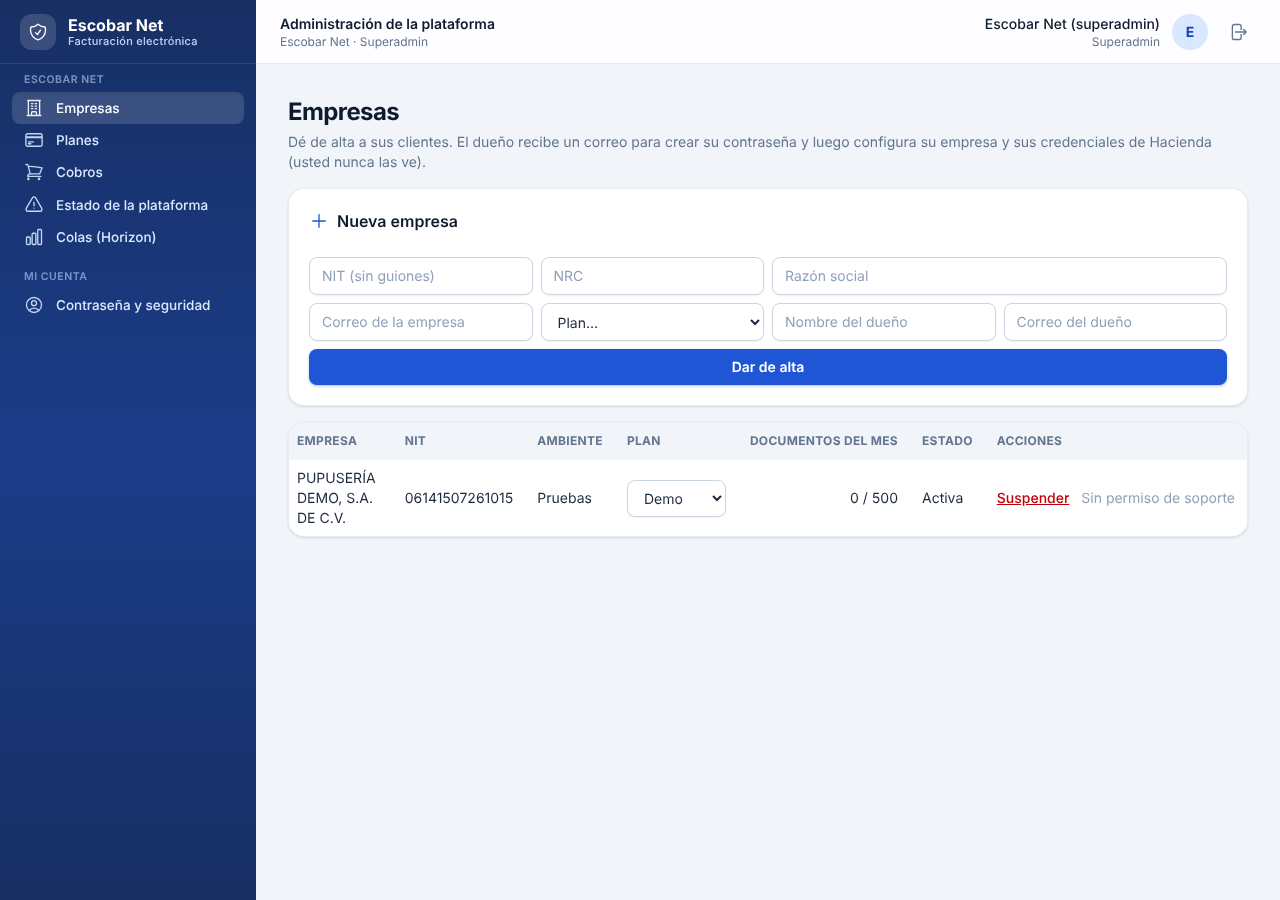 Escobar Net
Facturación electrónica
ESCOBAR NET
Empresas
Planes
Cobros
Estado de la plataforma
Colas (Horizon)
MI CUENTA
Contraseña y seguridad
Administración de la plataforma
Escobar Net · Superadmin
Escobar Net (superadmin)
Superadmin
E
Empresas
Dé de alta a sus clientes. El dueño recibe un correo para crear su contraseña y luego configura su empresa y sus credenciales de Hacienda
(usted nunca las ve).
Nueva empresa
NIT (sin guiones) NRC Razón social
Correo de la empresa Plan... Nombre del dueño Correo del dueño
Dar de alta
EMPRESA NIT AMBIENTE PLAN DOCUMENTOS DEL MES ESTADO ACCIONES
PUPUSERÍA
DEMO, S.A. 06141507261015 Pruebas Demo 0 / 500 Activa Suspender Sin permiso de soporte
DE C.V.